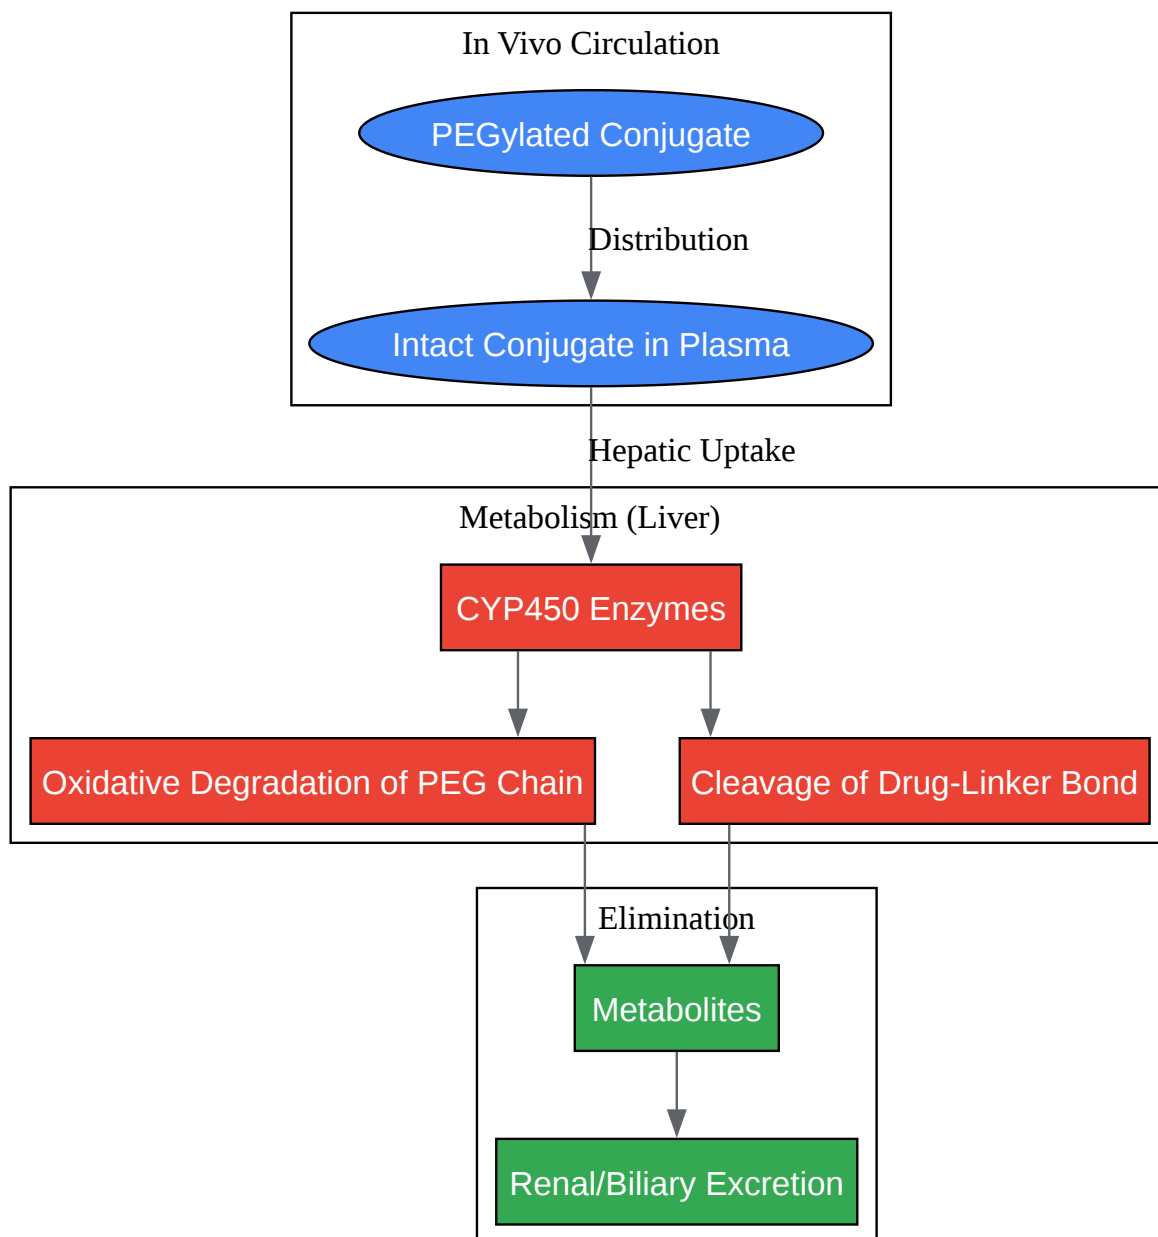 In Vivo Circulation
PEGylated Conjugate
Distribution
Intact Conjugate in Plasma
Hepatic Uptake
Metabolism (Liver)
CYP450 Enzymes
Oxidative Degradation of PEG Chain
Cleavage of Drug-Linker Bond
Elimination
Metabolites
Renal/Biliary Excretion